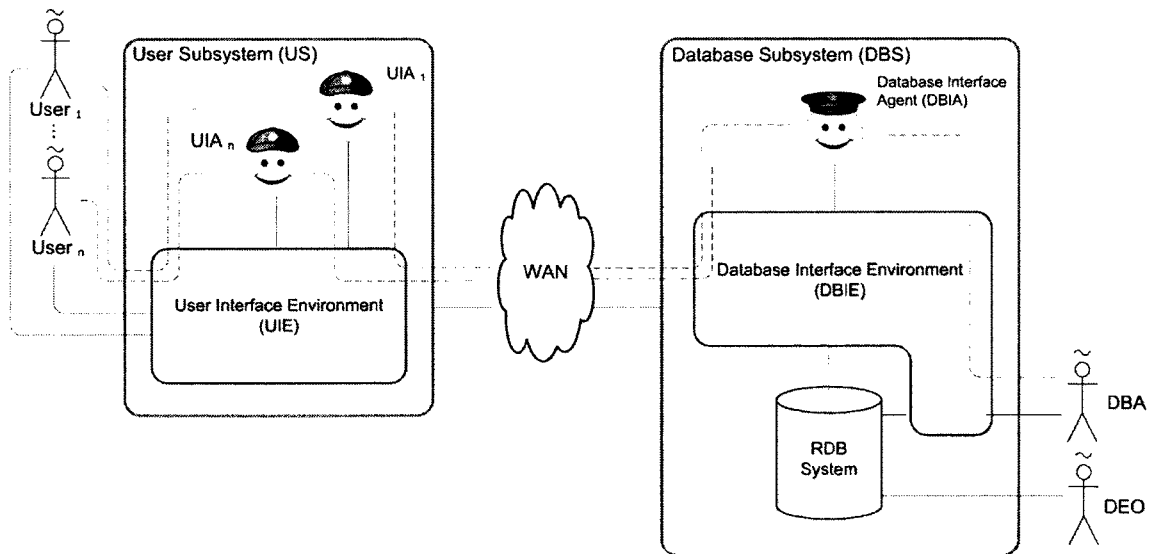 User Subsystem (US)
User 1
User n
UIA 1
UIA n
User Interface Environment
(UIE)
WAN
Database Subsystem (DBS)
Database Interface
Agent (DBIA)
Database Interface Environment
(DBIE)
RDB
System
DBA
DEO